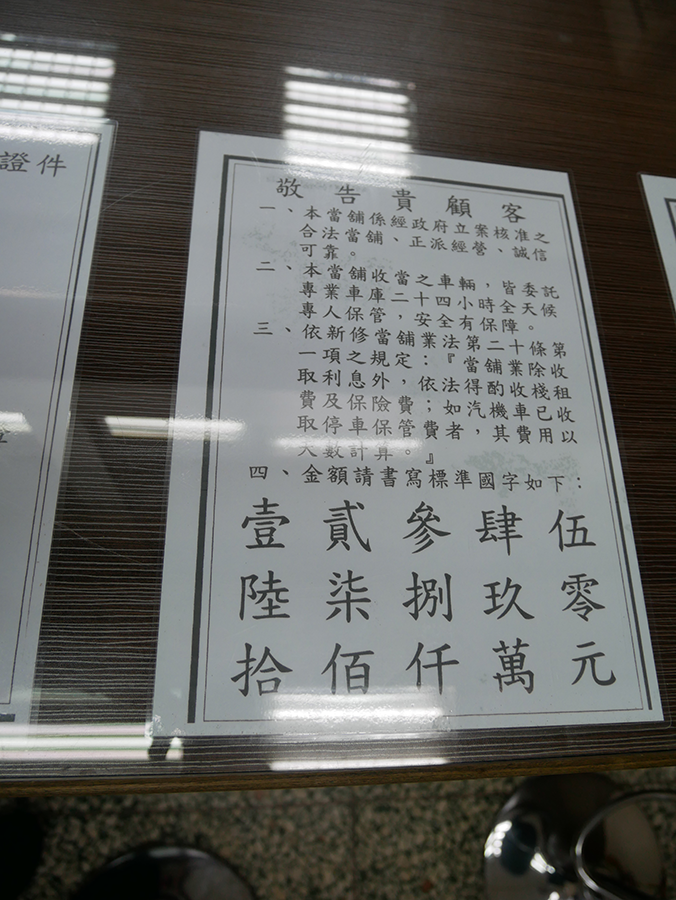 證件
敬告貴顧客
一、本當舖係經政府立案核准之
合法當舖、正派經營、誠信
可靠。
二、本當舖收當之車輛，皆委託
專業車庫二十四小時全天候
專人保管，安全有保障。
三、依新修當舖業法第二十條第
一項之規定：『當舖業除收
取利息外，依法得酌收棧租
費及保險費；如汽機車已收
取停車保管費者，其費用以
入數計算。』
四、金額請書寫標準國字如下：
壹貳參肆伍
陸柒捌玖零
拾佰仟萬元